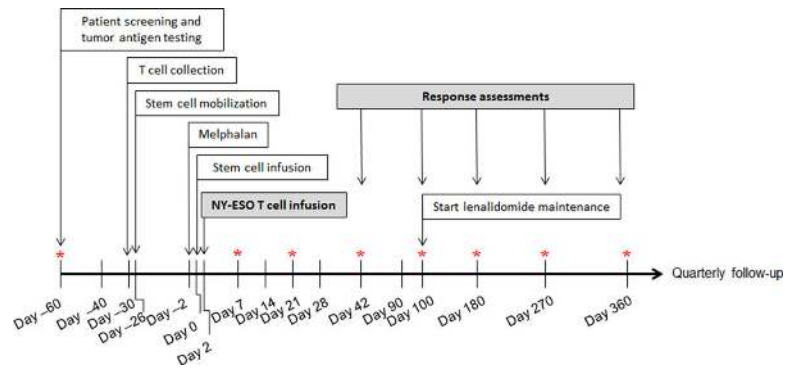 Patient screening and
tumor antigen testing
T cell collection
Stem cell mobilization
Response assessments
Melphalan
Stem cell infusion
NY-ESO T cell infusion
Start lenalidomide maintenance
* * * * * * * *
Quarterly follow-up
Day –60
Day –40
Day –30
Day –26
Day –2
Day 0
Day 2
Day 7
Day 14
Day 21
Day 28
Day 42
Day 90
Day 100
Day 180
Day 270
Day 360